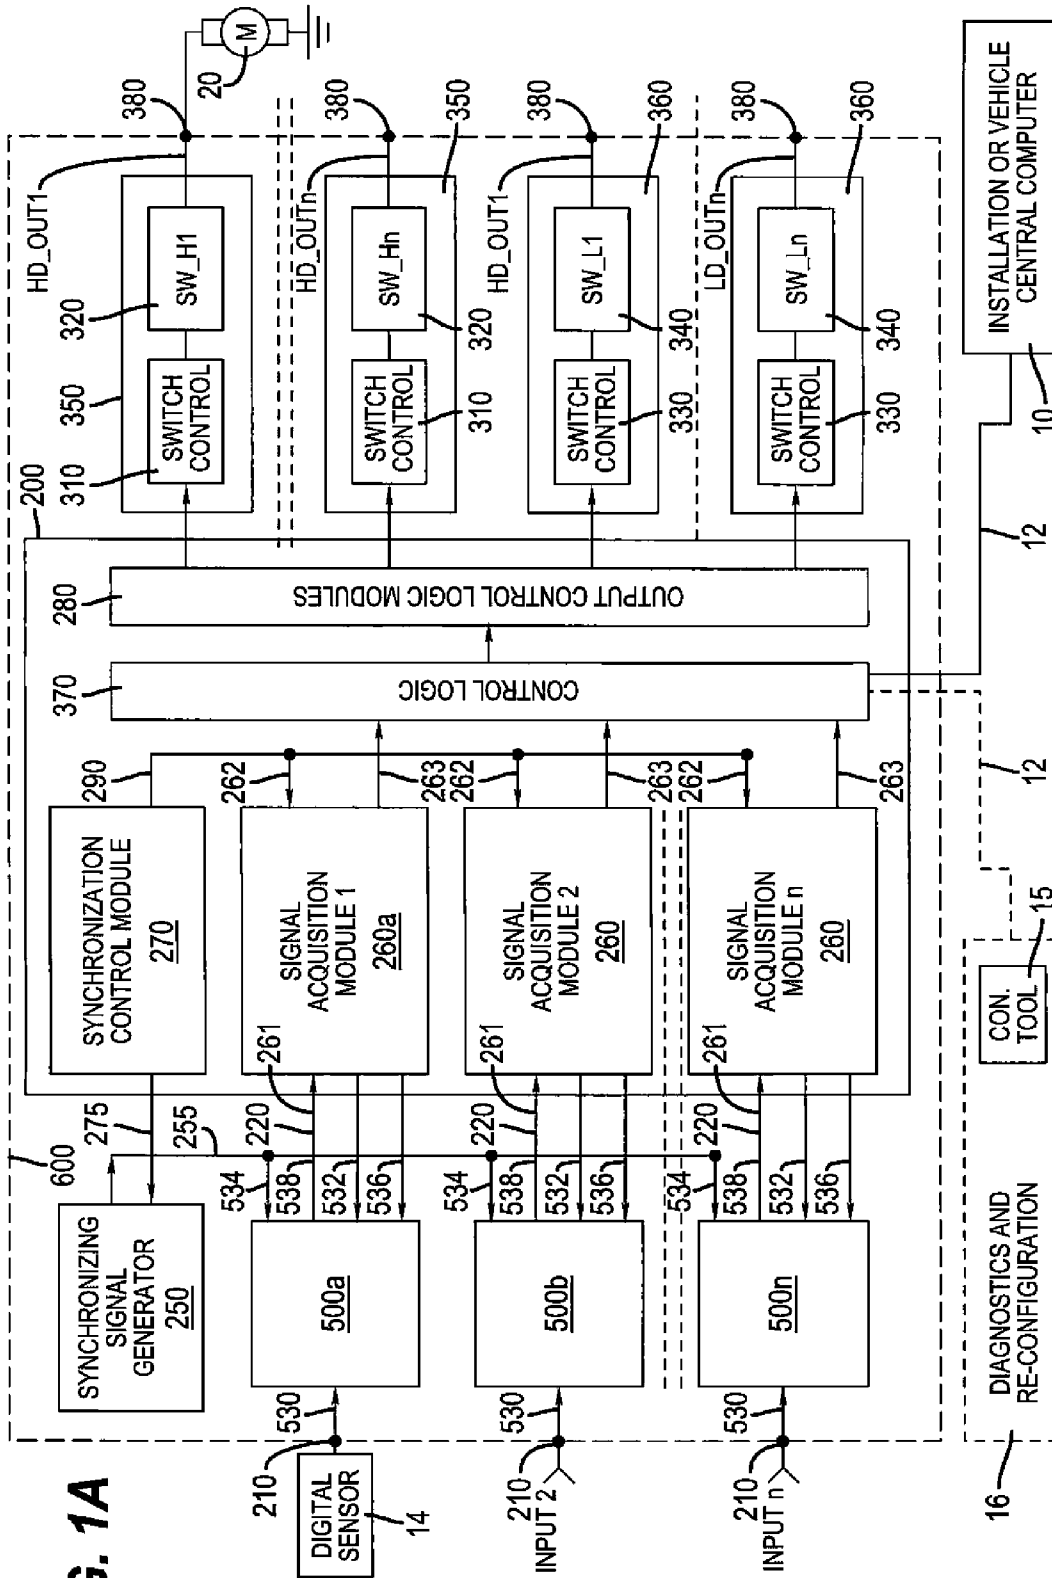 G. 1A
600
SYNCHRONIZING
SIGNAL
GENERATOR
250
275
255
SYNCHRONIZATION
CONTROL MODULE
270
290
200
DIGITAL
SENSOR
14
210
530
500a
534
538
532
536
220
261
SIGNAL
ACQUISITION
MODULE 1
260a
262
263
INPUT 2
210
530
500b
534
538
532
536
220
261
SIGNAL
ACQUISITION
MODULE 2
260
262
263
INPUT n
210
530
500n
534
538
532
536
220
261
SIGNAL
ACQUISITION
MODULE n
260
262
263
370
CONTROL LOGIC
280
OUTPUT CONTROL LOGIC MODULES
310
350
320
SWITCH
CONTROL
SW_H1
HD_OUT1
380
20
M
SWITCH
CONTROL
310
SW_Hn
320
HD_OUTn
380
350
SWITCH
CONTROL
330
SW_L1
340
HD_OUT1
380
360
SWITCH
CONTROL
330
SW_Ln
340
LD_OUTn
380
360
16
DIAGNOSTICS AND
RE-CONFIGURATION
CON.
TOOL
15
12
12
10
INSTALLATION OR VEHICLE
CENTRAL COMPUTER